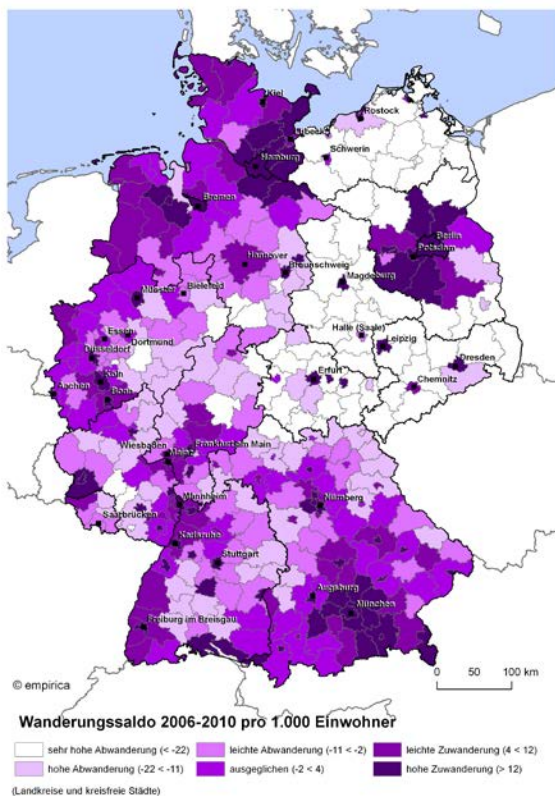 Kiel
Rostock
Lübeck
Schwerin
Hamburg
Bremen
Berlin
Potsdam
Hannover
Braunschweig
Magdeburg
Münster
Bielefeld
Halle (Saale)
Leipzig
Essen
Dortmund
Düsseldorf
Dresden
Köln
Erfurt
Chemnitz
Aachen
Bonn
Wiesbaden
Frankfurt am Main
Mainz
Mannheim
Nürnberg
Saarbrücken
Karlsruhe
Stuttgart
Augsburg
München
Freiburg im Breisgau
0 50 100 km
© empirica
Wanderungssaldo 2006-2010 pro 1.000 Einwohner
sehr hohe Abwanderung (< -22) leichte Abwanderung (-11 < -2) leichte Zuwanderung (4 < 12)
hohe Abwanderung (-22 < -11) ausgeglichen (-2 < 4) hohe Zuwanderung (> 12)
(Landkreise und kreisfreie Städte)